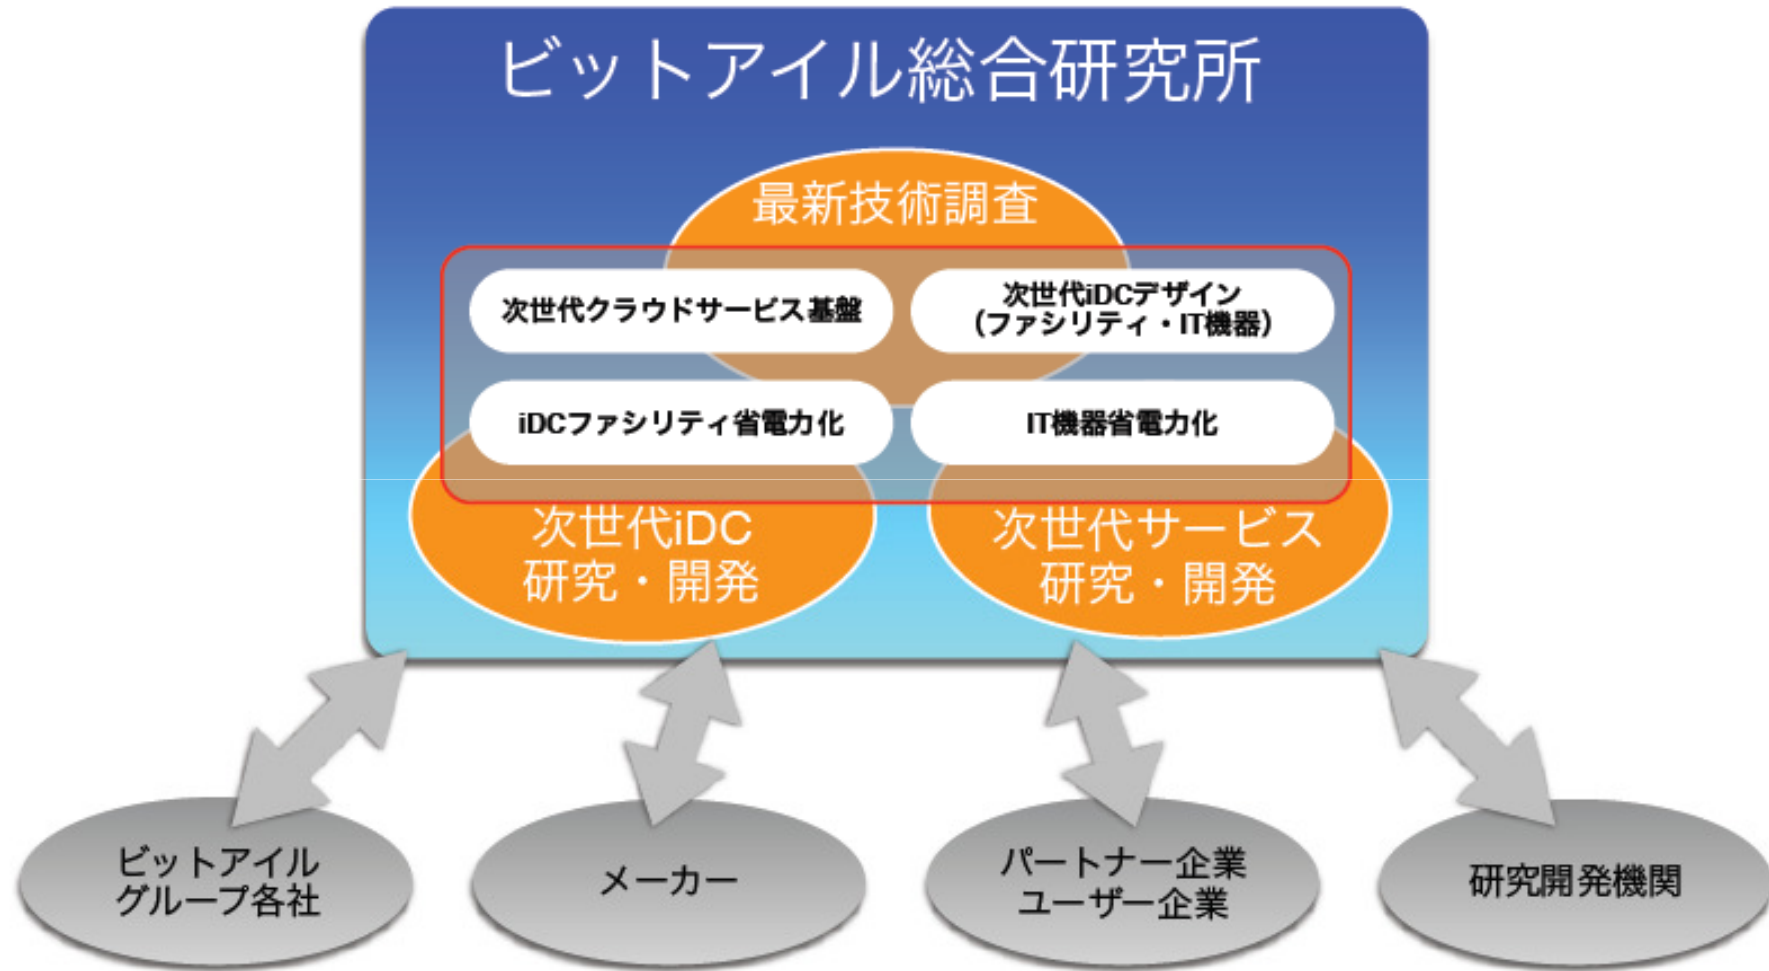 ビットアイル総合研究所
最新技術調査
次世代クラウドサービス基盤
次世代iDCデザイン
(ファシリティ・IT機器)
iDCファシリティ省電力化
IT機器省電力化
次世代iDC
研究・開発
次世代サービス
研究・開発
ビットアイル
グループ各社
メーカー
パートナー企業
ユーザー企業
研究開発機関